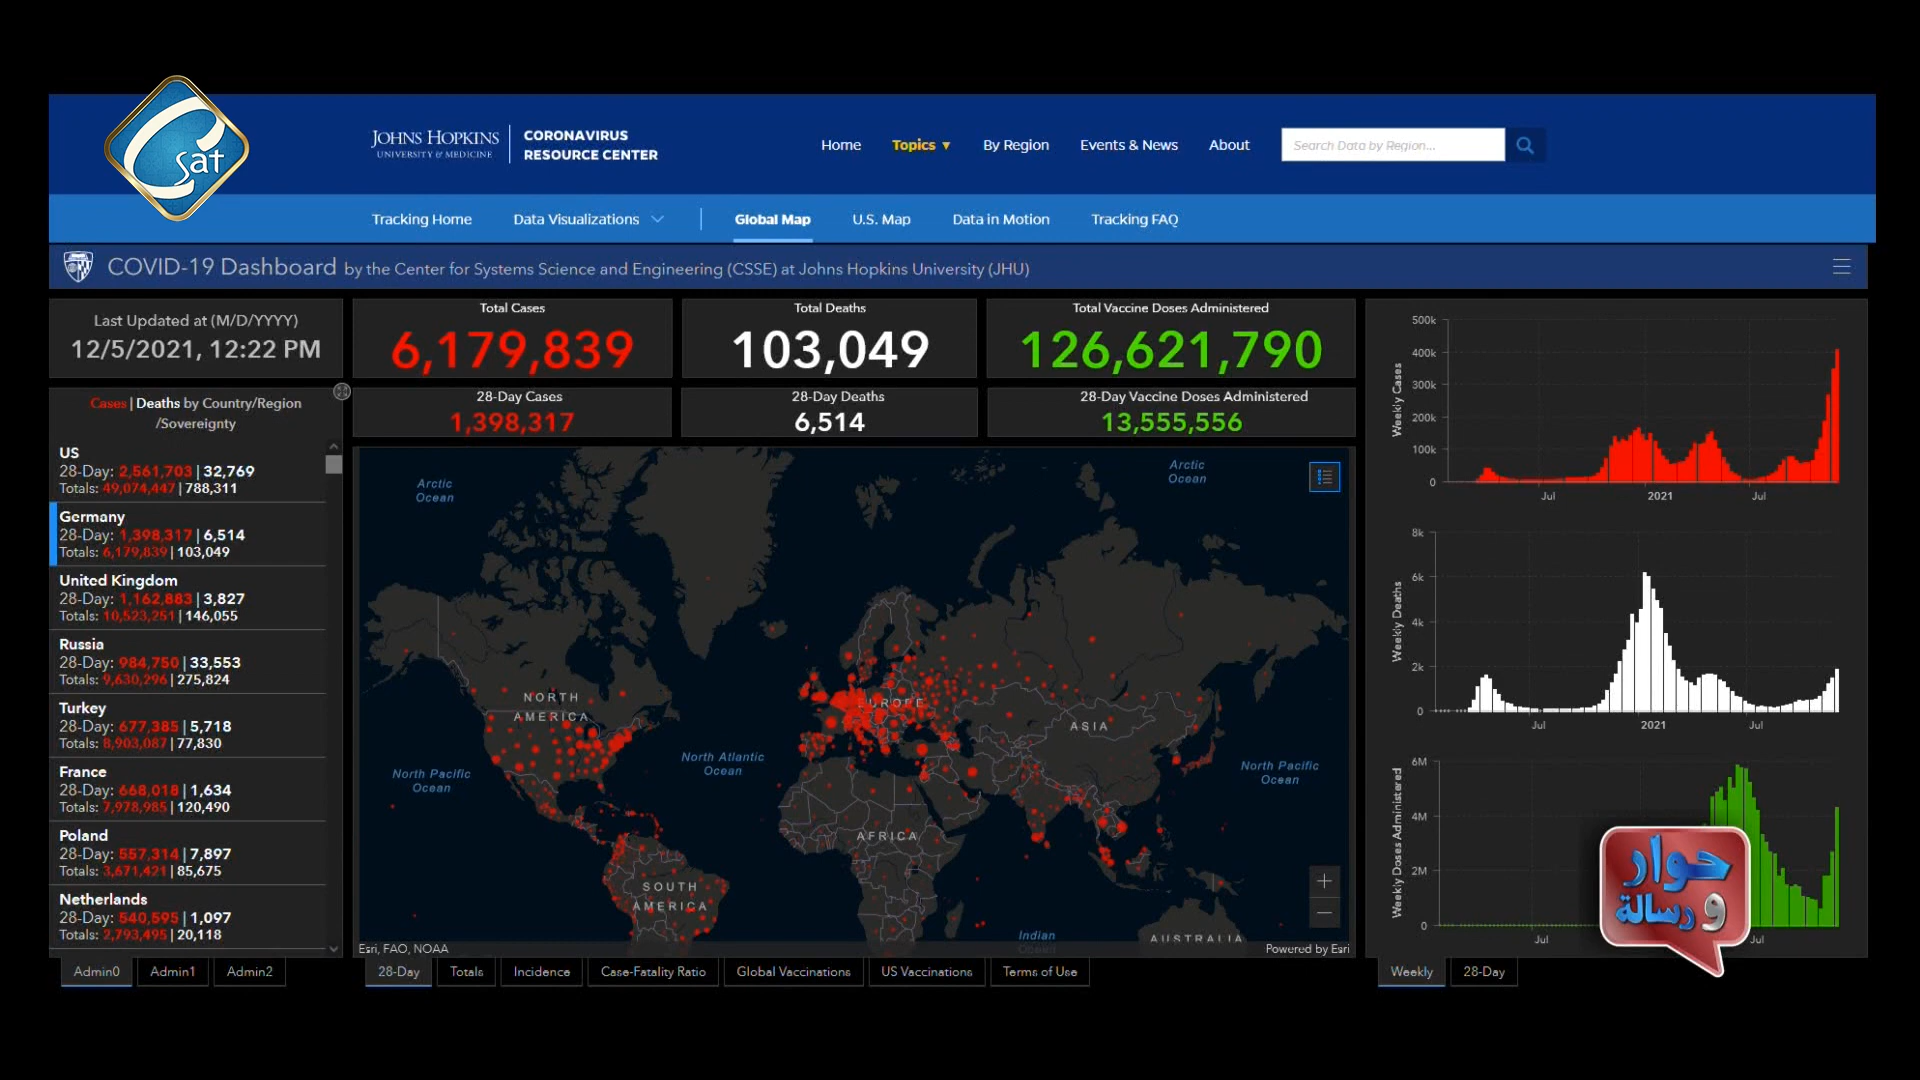 C sat
JOHNS HOPKINS
UNIVERSITY & MEDICINE
CORONAVIRUS
RESOURCE CENTER
Home
Topics ▼
By Region
Events & News
About
Search Data by Region...
Tracking Home
Data Visualizations
Global Map
U.S. Map
Data in Motion
Tracking FAQ
COVID-19 Dashboard by the Center for Systems Science and Engineering (CSSE) at Johns Hopkins University (JHU)
Last Updated at (M/D/YYYY)
12/5/2021, 12:22 PM
Total Cases
6,179,839
Total Deaths
103,049
Total Vaccine Doses Administered
126,621,790
28-Day Cases
1,398,317
28-Day Deaths
6,514
28-Day Vaccine Doses Administered
13,555,556
Cases | Deaths by Country/Region
/Sovereignty
US
28-Day: 2,561,703 | 32,769
Totals: 49,074,447 | 788,311
Germany
28-Day: 1,398,317 | 6,514
Totals: 6,179,839 | 103,049
United Kingdom
28-Day: 1,162,883 | 3,827
Totals: 10,523,251 | 146,055
Russia
28-Day: 984,750 | 33,553
Totals: 9,630,296 | 275,824
Turkey
28-Day: 677,385 | 5,718
Totals: 8,903,087 | 77,830
France
28-Day: 668,018 | 1,634
Totals: 7,978,985 | 120,490
Poland
28-Day: 557,314 | 7,897
Totals: 3,671,421 | 85,675
Netherlands
28-Day: 540,595 | 1,097
Totals: 2,793,495 | 20,118
Admin0
Admin1
Admin2
Arctic
Ocean
Arctic
Ocean
NORTH
AMERICA
EUROPE
ASIA
North Atlantic
Ocean
North Pacific
Ocean
North Pacific
Ocean
AFRICA
SOUTH
AMERICA
Indian
Ocean
AUSTRALIA
Esri, FAO, NOAA
Powered by Esri
28-Day
Totals
Incidence
Case-Fatality Ratio
Global Vaccinations
US Vaccinations
Terms of Use
Weekly Cases
500k
400k
300k
200k
100k
0
Jul
2021
Jul
Weekly Deaths
8k
6k
4k
2k
0
Jul
2021
Jul
Weekly Doses Administered
6M
4M
2M
0
Jul
Jul
حوار
و رسالة
Weekly
28-Day